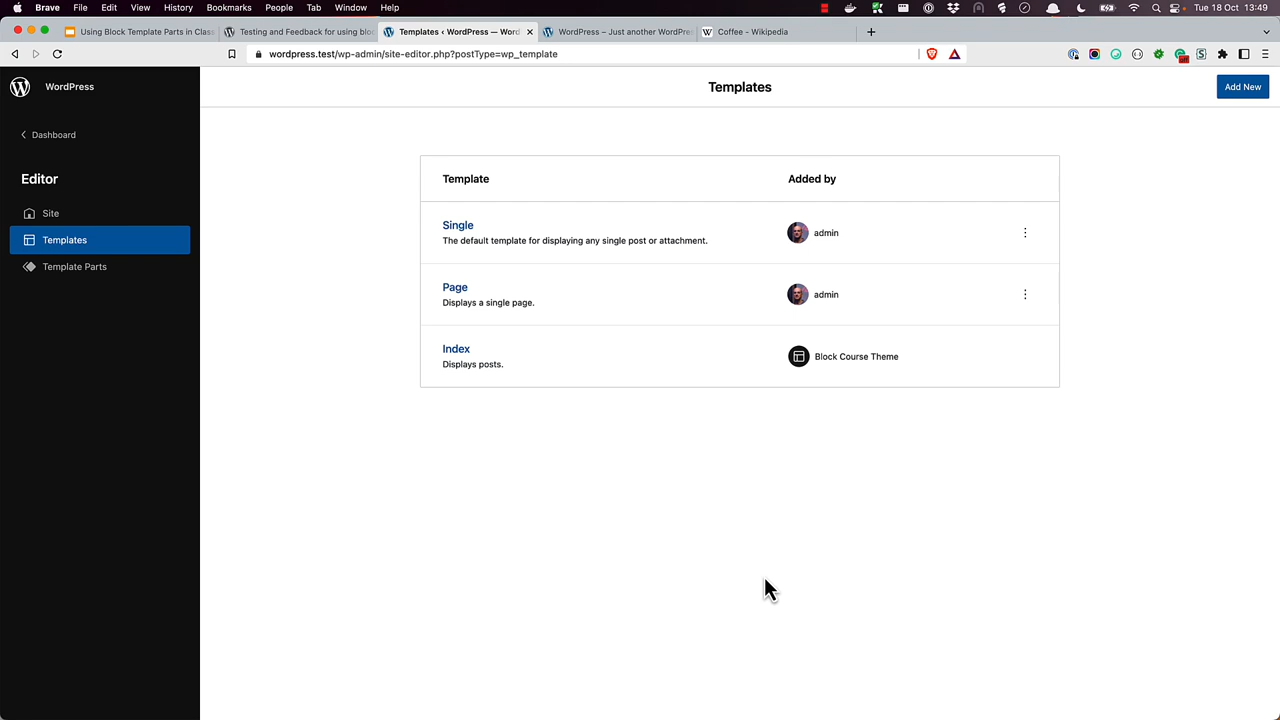 Brave File Edit View History Bookmarks People Tab Window Help Tue 18 Oct 13:49
Using Block Template Parts in Clas
Testing and Feedback for using bloc
Templates ‹ WordPress — Word
WordPress – Just another WordPres
Coffee - Wikipedia
wordpress.test/wp-admin/site-editor.php?postType=wp_template
WordPress
Templates
Add New
Dashboard
Editor
Site
Templates
Template Parts
Template Added by
Single
The default template for displaying any single post or attachment.
admin
Page
Displays a single page.
admin
Index
Displays posts.
Block Course Theme